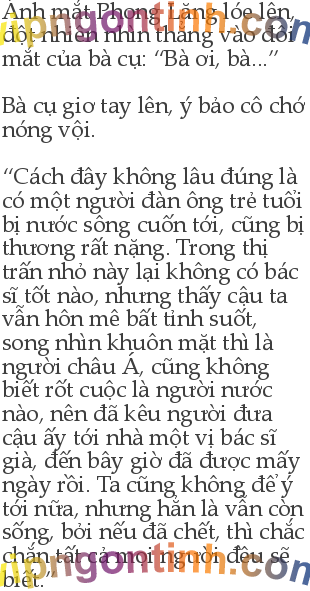 Ánh mắt Phong Lăng lóe lên,
đột nhiên nhìn thẳng vào đôi
mắt của bà cụ: “Bà ơi, bà...”
Bà cụ giơ tay lên, ý bảo cô chớ
nóng vội.
“Cách đây không lâu đúng là
có một người đàn ông trẻ tuổi
bị nước sông cuốn tới, cũng bị
thương rất nặng. Trong thị
trấn nhỏ này lại không có bác
sĩ tốt nào, nhưng thấy cậu ta
vẫn hôn mê bất tỉnh suốt,
song nhìn khuôn mặt thì là
người châu Á, cũng không
biết rốt cuộc là người nước
nào, nên đã kêu người đưa
cậu ấy tới nhà một vị bác sĩ
già, đến bây giờ đã được mấy
ngày rồi. Ta cũng không để ý
tới nữa, nhưng hẳn là vẫn còn
sống, bởi nếu đã chết, thì chắc
chắn tất cả mọi người đều sẽ
biết.”